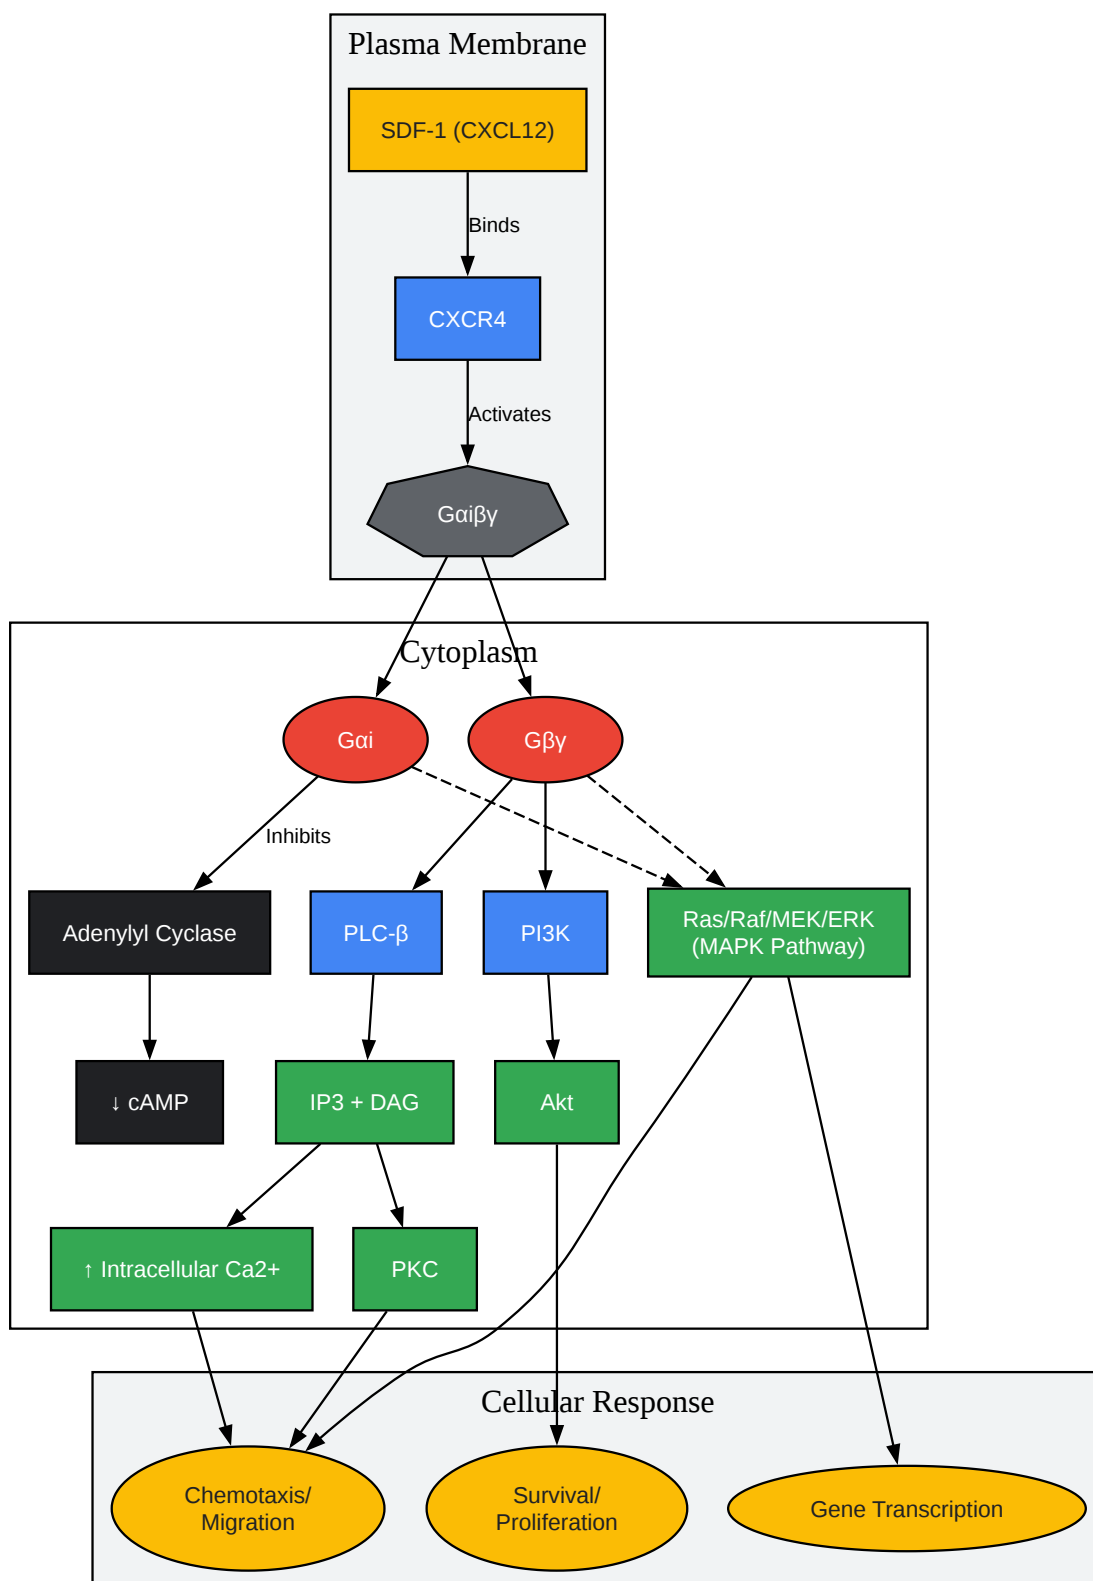 Plasma Membrane
SDF-1 (CXCL12)
Binds
CXCR4
Activates
Gαiβγ
Cytoplasm
Gαi
Gβγ
Inhibits
Adenylyl Cyclase
PLC-β
PI3K
Ras/Raf/MEK/ERK
(MAPK Pathway)
↓ cAMP
IP3 + DAG
Akt
↑ Intracellular Ca2+
PKC
Cellular Response
Chemotaxis/
Migration
Survival/
Proliferation
Gene Transcription